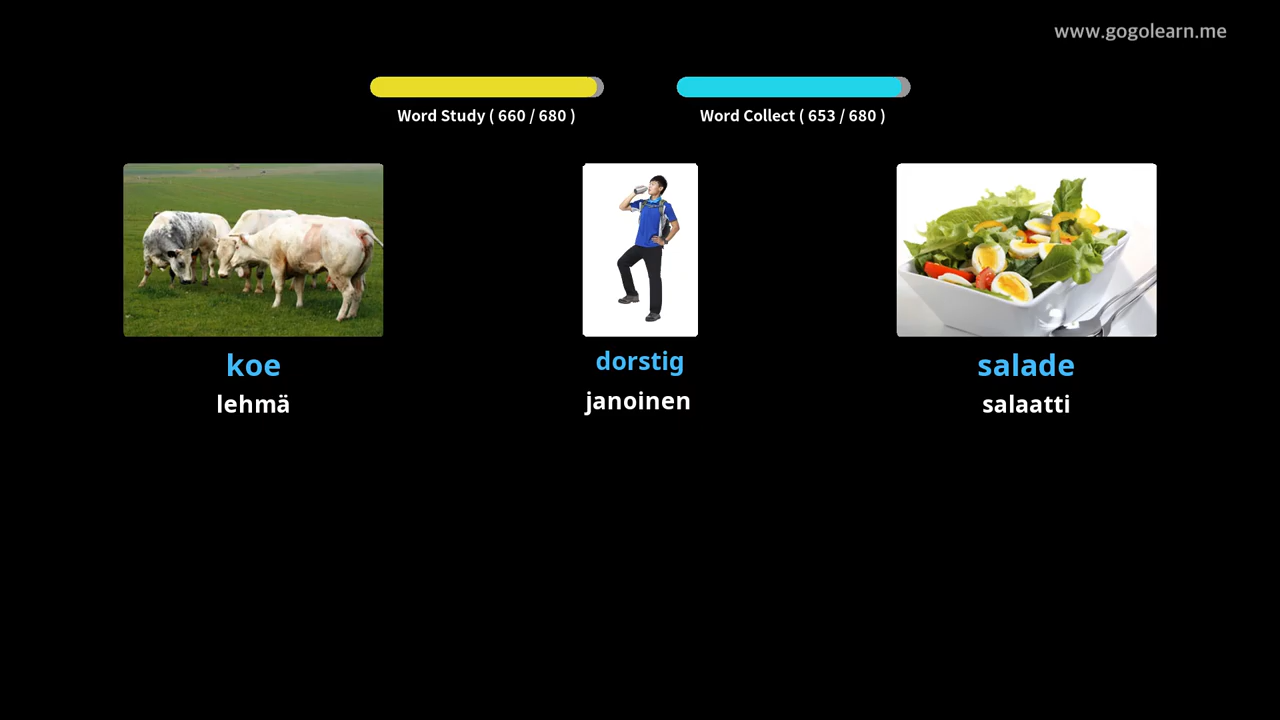 www.gogolearn.me
Word Study ( 660 / 680 )
Word Collect ( 653 / 680 )
koe
lehmä
dorstig
janoinen
salade
salaatti